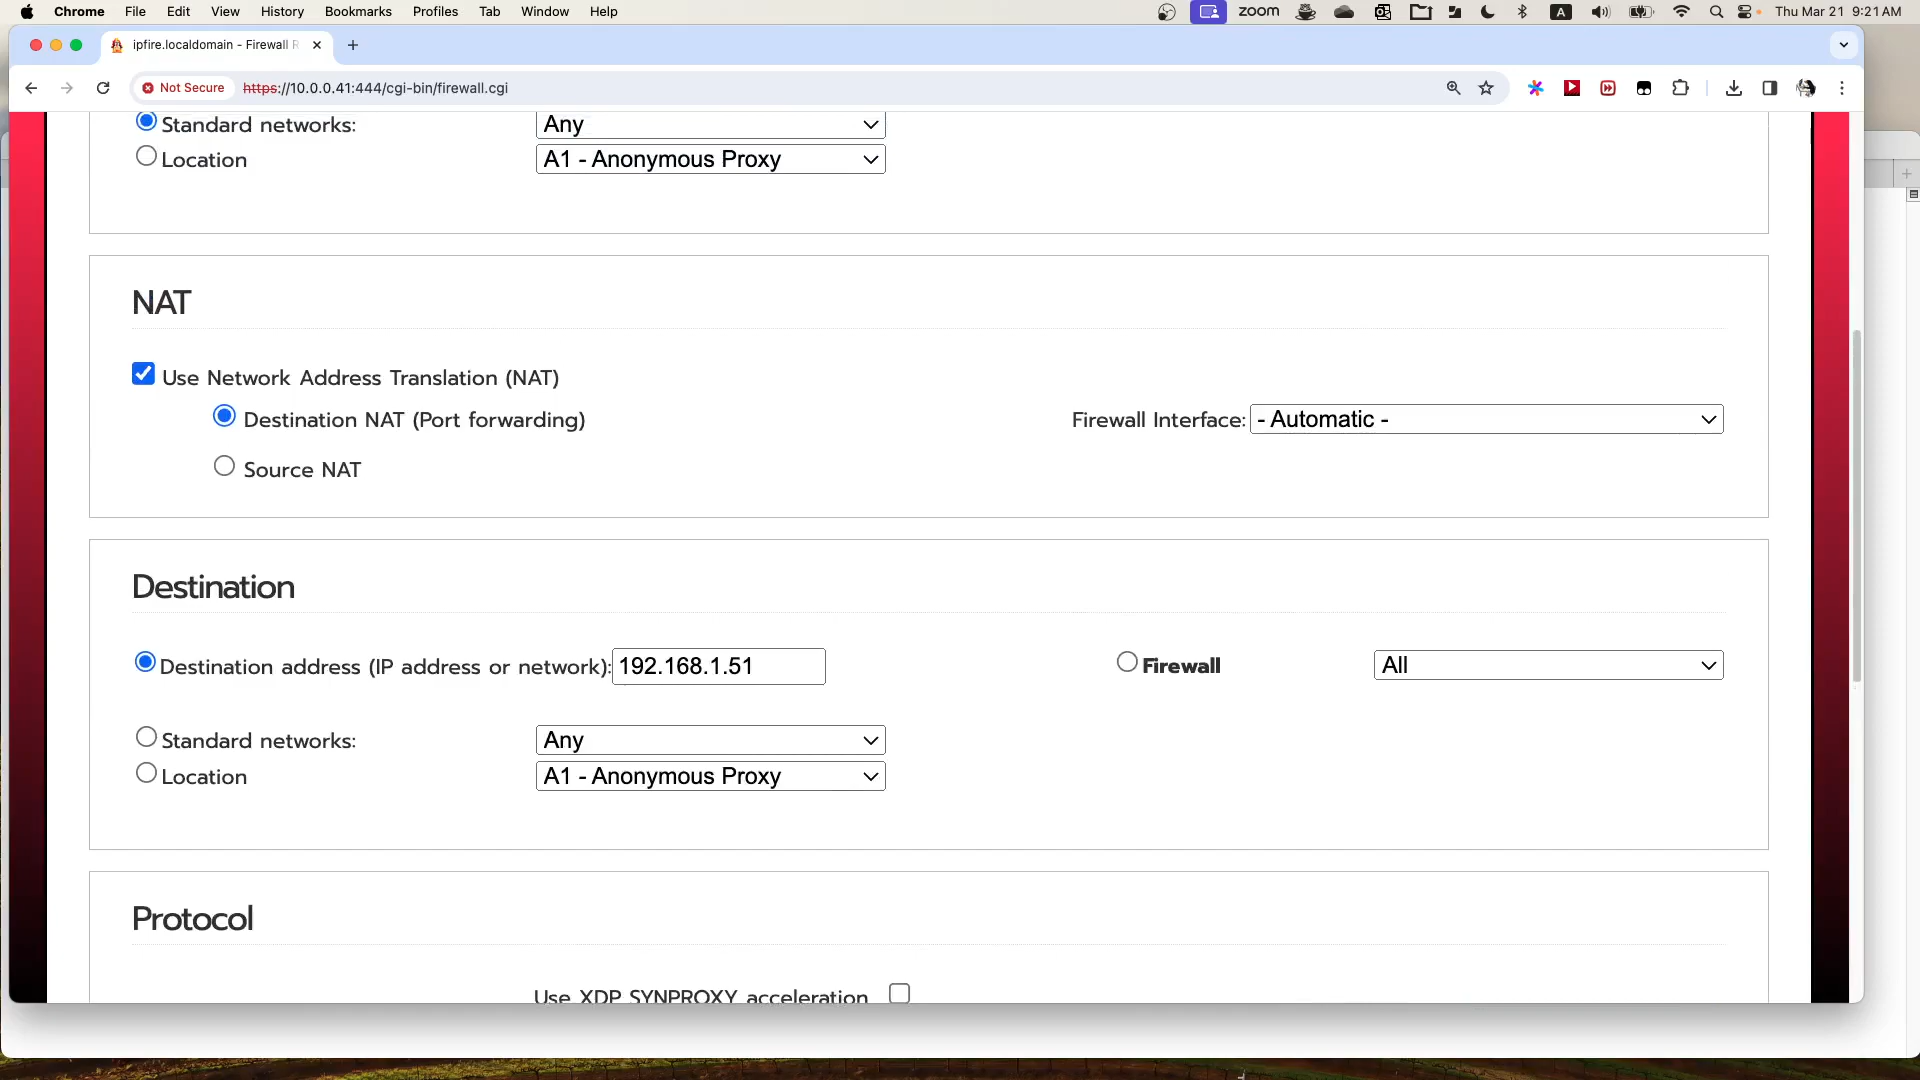 Chrome File Edit View History Bookmarks Profiles Tab Window Help zoom A Thu Mar 21 9:21 AM
ipfire.localdomain - Firewall R
Not Secure https://10.0.0.41:444/cgi-bin/firewall.cgi
Standard networks: Any
Location A1 - Anonymous Proxy
NAT
Use Network Address Translation (NAT)
Destination NAT (Port forwarding) Firewall Interface: - Automatic -
Source NAT
Destination
Destination address (IP address or network): 192.168.1.51 Firewall All
Standard networks: Any
Location A1 - Anonymous Proxy
Protocol
Use XDP SYNPROXY acceleration